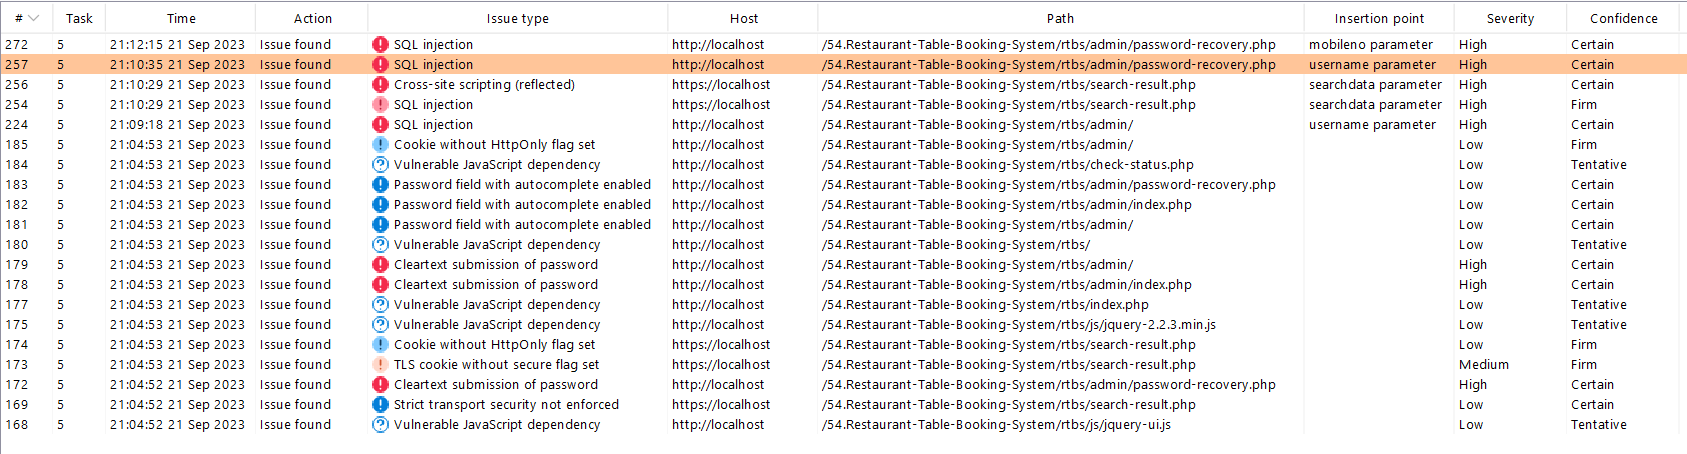 # Task Time Action Issue type Host Path Insertion point Severity Confidence
272 5 21:12:15 21 Sep 2023 Issue found SQL injection http://localhost /54.Restaurant-Table-Booking-System/rtbs/admin/password-recovery.php mobileno parameter High Certain
257 5 21:10:35 21 Sep 2023 Issue found SQL injection http://localhost /54.Restaurant-Table-Booking-System/rtbs/admin/password-recovery.php username parameter High Certain
256 5 21:10:29 21 Sep 2023 Issue found Cross-site scripting (reflected) https://localhost /54.Restaurant-Table-Booking-System/rtbs/search-result.php searchdata parameter High Certain
254 5 21:10:29 21 Sep 2023 Issue found SQL injection https://localhost /54.Restaurant-Table-Booking-System/rtbs/search-result.php searchdata parameter High Firm
224 5 21:09:18 21 Sep 2023 Issue found SQL injection http://localhost /54.Restaurant-Table-Booking-System/rtbs/admin/ username parameter High Certain
185 5 21:04:53 21 Sep 2023 Issue found Cookie without HttpOnly flag set http://localhost /54.Restaurant-Table-Booking-System/rtbs/admin/ Low Firm
184 5 21:04:53 21 Sep 2023 Issue found Vulnerable JavaScript dependency http://localhost /54.Restaurant-Table-Booking-System/rtbs/check-status.php Low Tentative
183 5 21:04:53 21 Sep 2023 Issue found Password field with autocomplete enabled http://localhost /54.Restaurant-Table-Booking-System/rtbs/admin/password-recovery.php Low Certain
182 5 21:04:53 21 Sep 2023 Issue found Password field with autocomplete enabled http://localhost /54.Restaurant-Table-Booking-System/rtbs/admin/index.php Low Certain
181 5 21:04:53 21 Sep 2023 Issue found Password field with autocomplete enabled http://localhost /54.Restaurant-Table-Booking-System/rtbs/admin/ Low Certain
180 5 21:04:53 21 Sep 2023 Issue found Vulnerable JavaScript dependency http://localhost /54.Restaurant-Table-Booking-System/rtbs/ Low Tentative
179 5 21:04:53 21 Sep 2023 Issue found Cleartext submission of password http://localhost /54.Restaurant-Table-Booking-System/rtbs/admin/ High Certain
178 5 21:04:53 21 Sep 2023 Issue found Cleartext submission of password http://localhost /54.Restaurant-Table-Booking-System/rtbs/admin/index.php High Certain
177 5 21:04:53 21 Sep 2023 Issue found Vulnerable JavaScript dependency http://localhost /54.Restaurant-Table-Booking-System/rtbs/index.php Low Tentative
175 5 21:04:53 21 Sep 2023 Issue found Vulnerable JavaScript dependency http://localhost /54.Restaurant-Table-Booking-System/rtbs/js/jquery-2.2.3.min.js Low Tentative
174 5 21:04:53 21 Sep 2023 Issue found Cookie without HttpOnly flag set https://localhost /54.Restaurant-Table-Booking-System/rtbs/search-result.php Low Firm
173 5 21:04:53 21 Sep 2023 Issue found TLS cookie without secure flag set https://localhost /54.Restaurant-Table-Booking-System/rtbs/search-result.php Medium Firm
172 5 21:04:52 21 Sep 2023 Issue found Cleartext submission of password http://localhost /54.Restaurant-Table-Booking-System/rtbs/admin/password-recovery.php High Certain
169 5 21:04:52 21 Sep 2023 Issue found Strict transport security not enforced https://localhost /54.Restaurant-Table-Booking-System/rtbs/search-result.php Low Certain
168 5 21:04:52 21 Sep 2023 Issue found Vulnerable JavaScript dependency http://localhost /54.Restaurant-Table-Booking-System/rtbs/js/jquery-ui.js Low Tentative